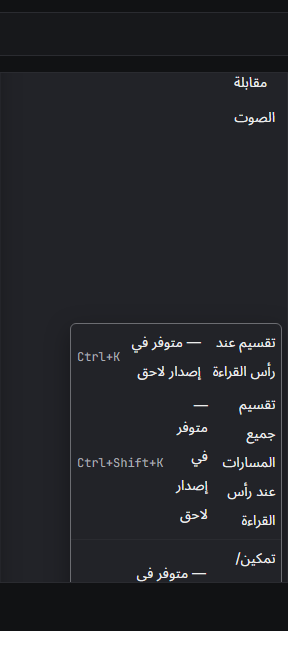 مقابلة
الصوت
تقسيم عند — متوفر في
رأس القراءة إصدار لاحق
Ctrl+K
تقسيم —
جميع متوفر
المسارات في
عند رأس إصدار
القراءة لاحق
Ctrl+Shift+K
تمكين/
— متوفر في